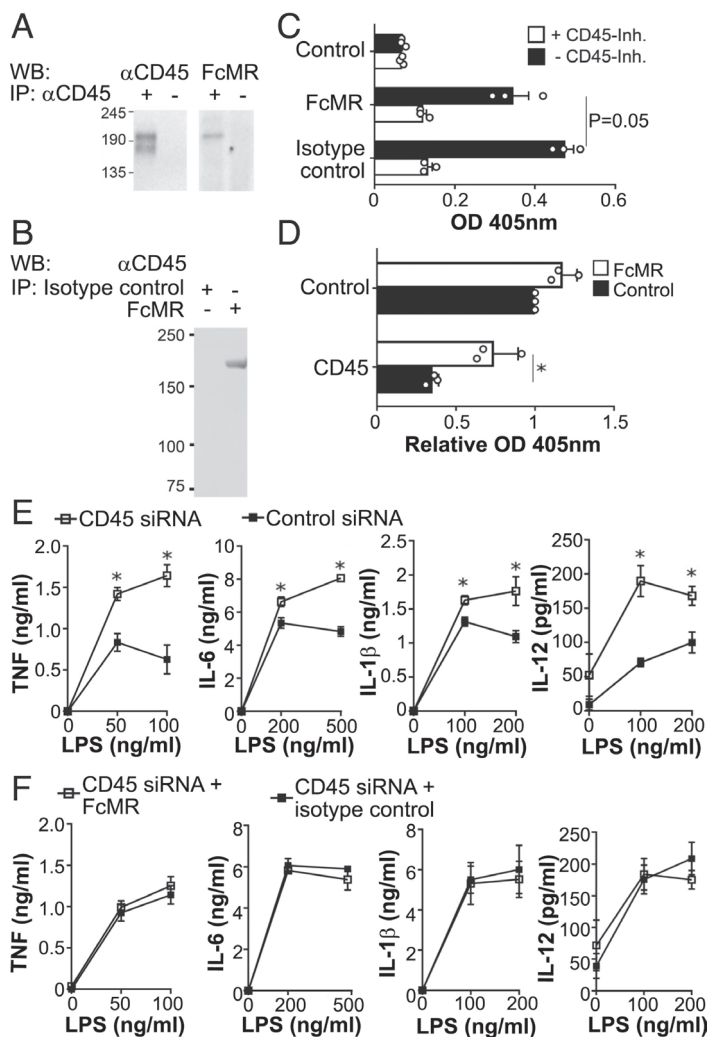 A
WB: αCD45 FcMR
IP: αCD45 + - + -
245
190
135
B
WB: αCD45
IP: Isotype control + -
FcMR - +
250
150
100
75
C
+ CD45-Inh.
- CD45-Inh.
Control
FcMR
Isotype control
P=0.05
0 0.2 0.4 0.6
OD 405nm
D
FcMR
Control
Control
CD45
*
0 0.5 1 1.5
Relative OD 405nm
E
CD45 siRNA Control siRNA
TNF (ng/ml)
2.0
1.5
1.0
0.5
0
* *
0 50 100
LPS (ng/ml)
IL-6 (ng/ml)
10
8
6
4
2
0
* *
0 200 500
LPS (ng/ml)
IL-1β (ng/ml)
2.5
2
1.5
1
0.5
0
* *
0 100 200
LPS (ng/ml)
IL-12 (pg/ml)
250
200
150
100
50
0
* *
0 100 200
LPS (ng/ml)
F
CD45 siRNA + FcMR
CD45 siRNA + isotype control
TNF (ng/ml)
2.0
1.5
1.0
0.5
0
0 50 100
LPS (ng/ml)
IL-6 (ng/ml)
8
6
4
2
0
0 200 500
LPS (ng/ml)
IL-1β (ng/ml)
8
6
4
2
0
0 100 200
LPS (ng/ml)
IL-12 (pg/ml)
250
200
150
100
50
0
0 100 200
LPS (ng/ml)